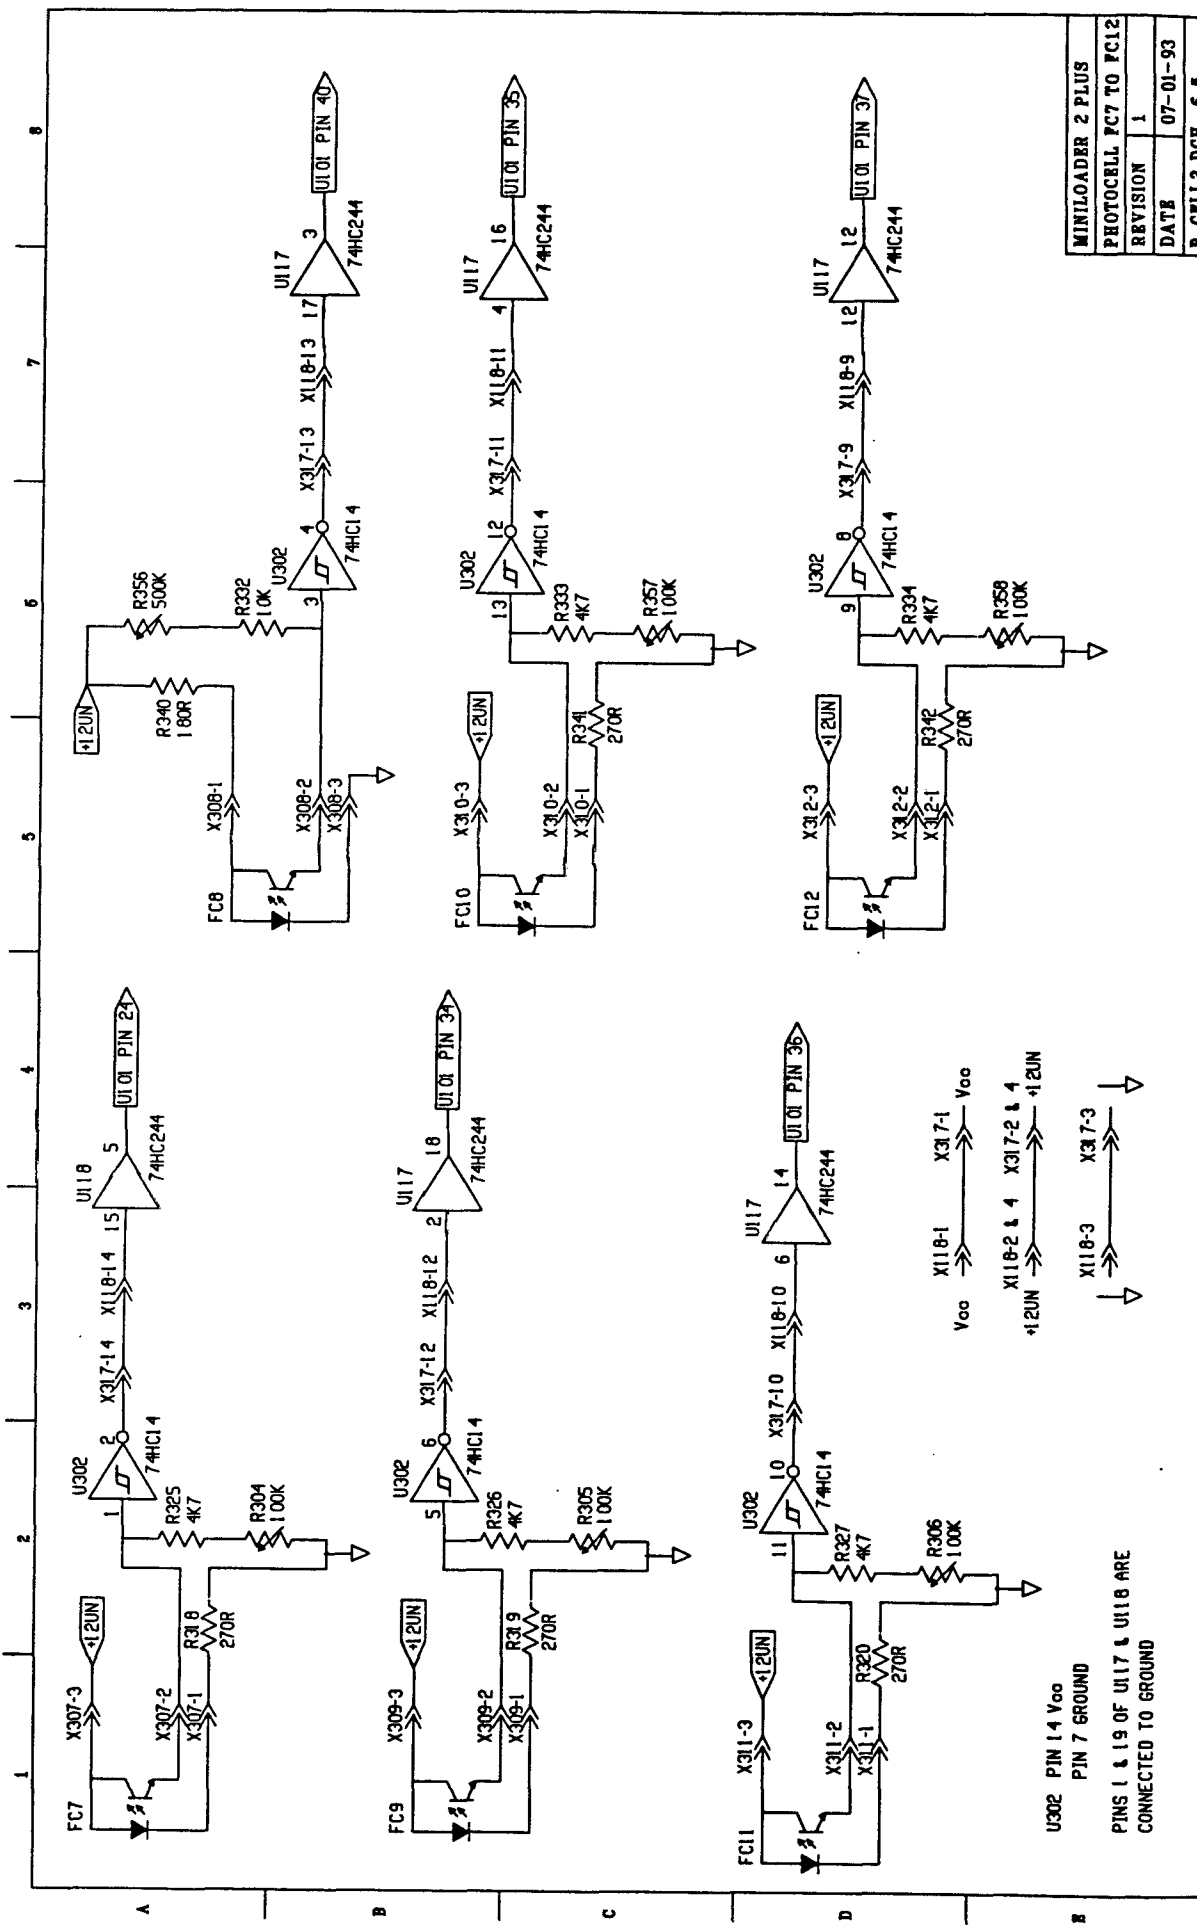 1 2 3 4 5 6 7 8
A
B
C
D
E
FC7
X307-3
+12UN
X307-2
X307-1
R318
270R
U302
1 2
74HC14
R325
4K7
R304
100K
X317-14
X118-14
U118
15 5
74HC244
U101 PIN 24
FC9
X309-3
+12UN
X309-2
X309-1
R319
270R
U302
5 6
74HC14
R326
4K7
R305
100K
X317-12
X118-12
U117
2 18
74HC244
U101 PIN 34
FC11
X311-3
+12UN
X311-2
X311-1
R320
270R
U302
11 10
74HC14
R327
4K7
R306
100K
X317-10
X118-10
U117
6 14
74HC244
U101 PIN 36
+12UN
R340
180R
R356
500K
R332
10K
FC8
X308-1
X308-2
X308-3
U302
3 4
74HC14
X317-13
X118-13
U117
17 3
74HC244
U101 PIN 40
FC10
X310-3
+12UN
X310-2
X310-1
R341
270R
U302
13 12
74HC14
R333
4K7
R357
100K
X317-11
X118-11
U117
4 16
74HC244
U101 PIN 35
FC12
X312-3
+12UN
X312-2
X312-1
R342
270R
U302
9 8
74HC14
R334
4K7
R358
100K
X317-9
X118-9
U117
12 12
74HC244
U101 PIN 37
U302 PIN 14 Vcc
PIN 7 GROUND
PINS 1 & 19 OF U117 & U118 ARE
CONNECTED TO GROUND
Vcc X118-1 X317-1 Vcc
+12UN X118-2 & 4 X317-2 & 4 +12UN
X118-3 X317-3
MINILOADER 2 PLUS
PHOTOCELL FC7 TO FC12
REVISION 1
DATE 07-01-93